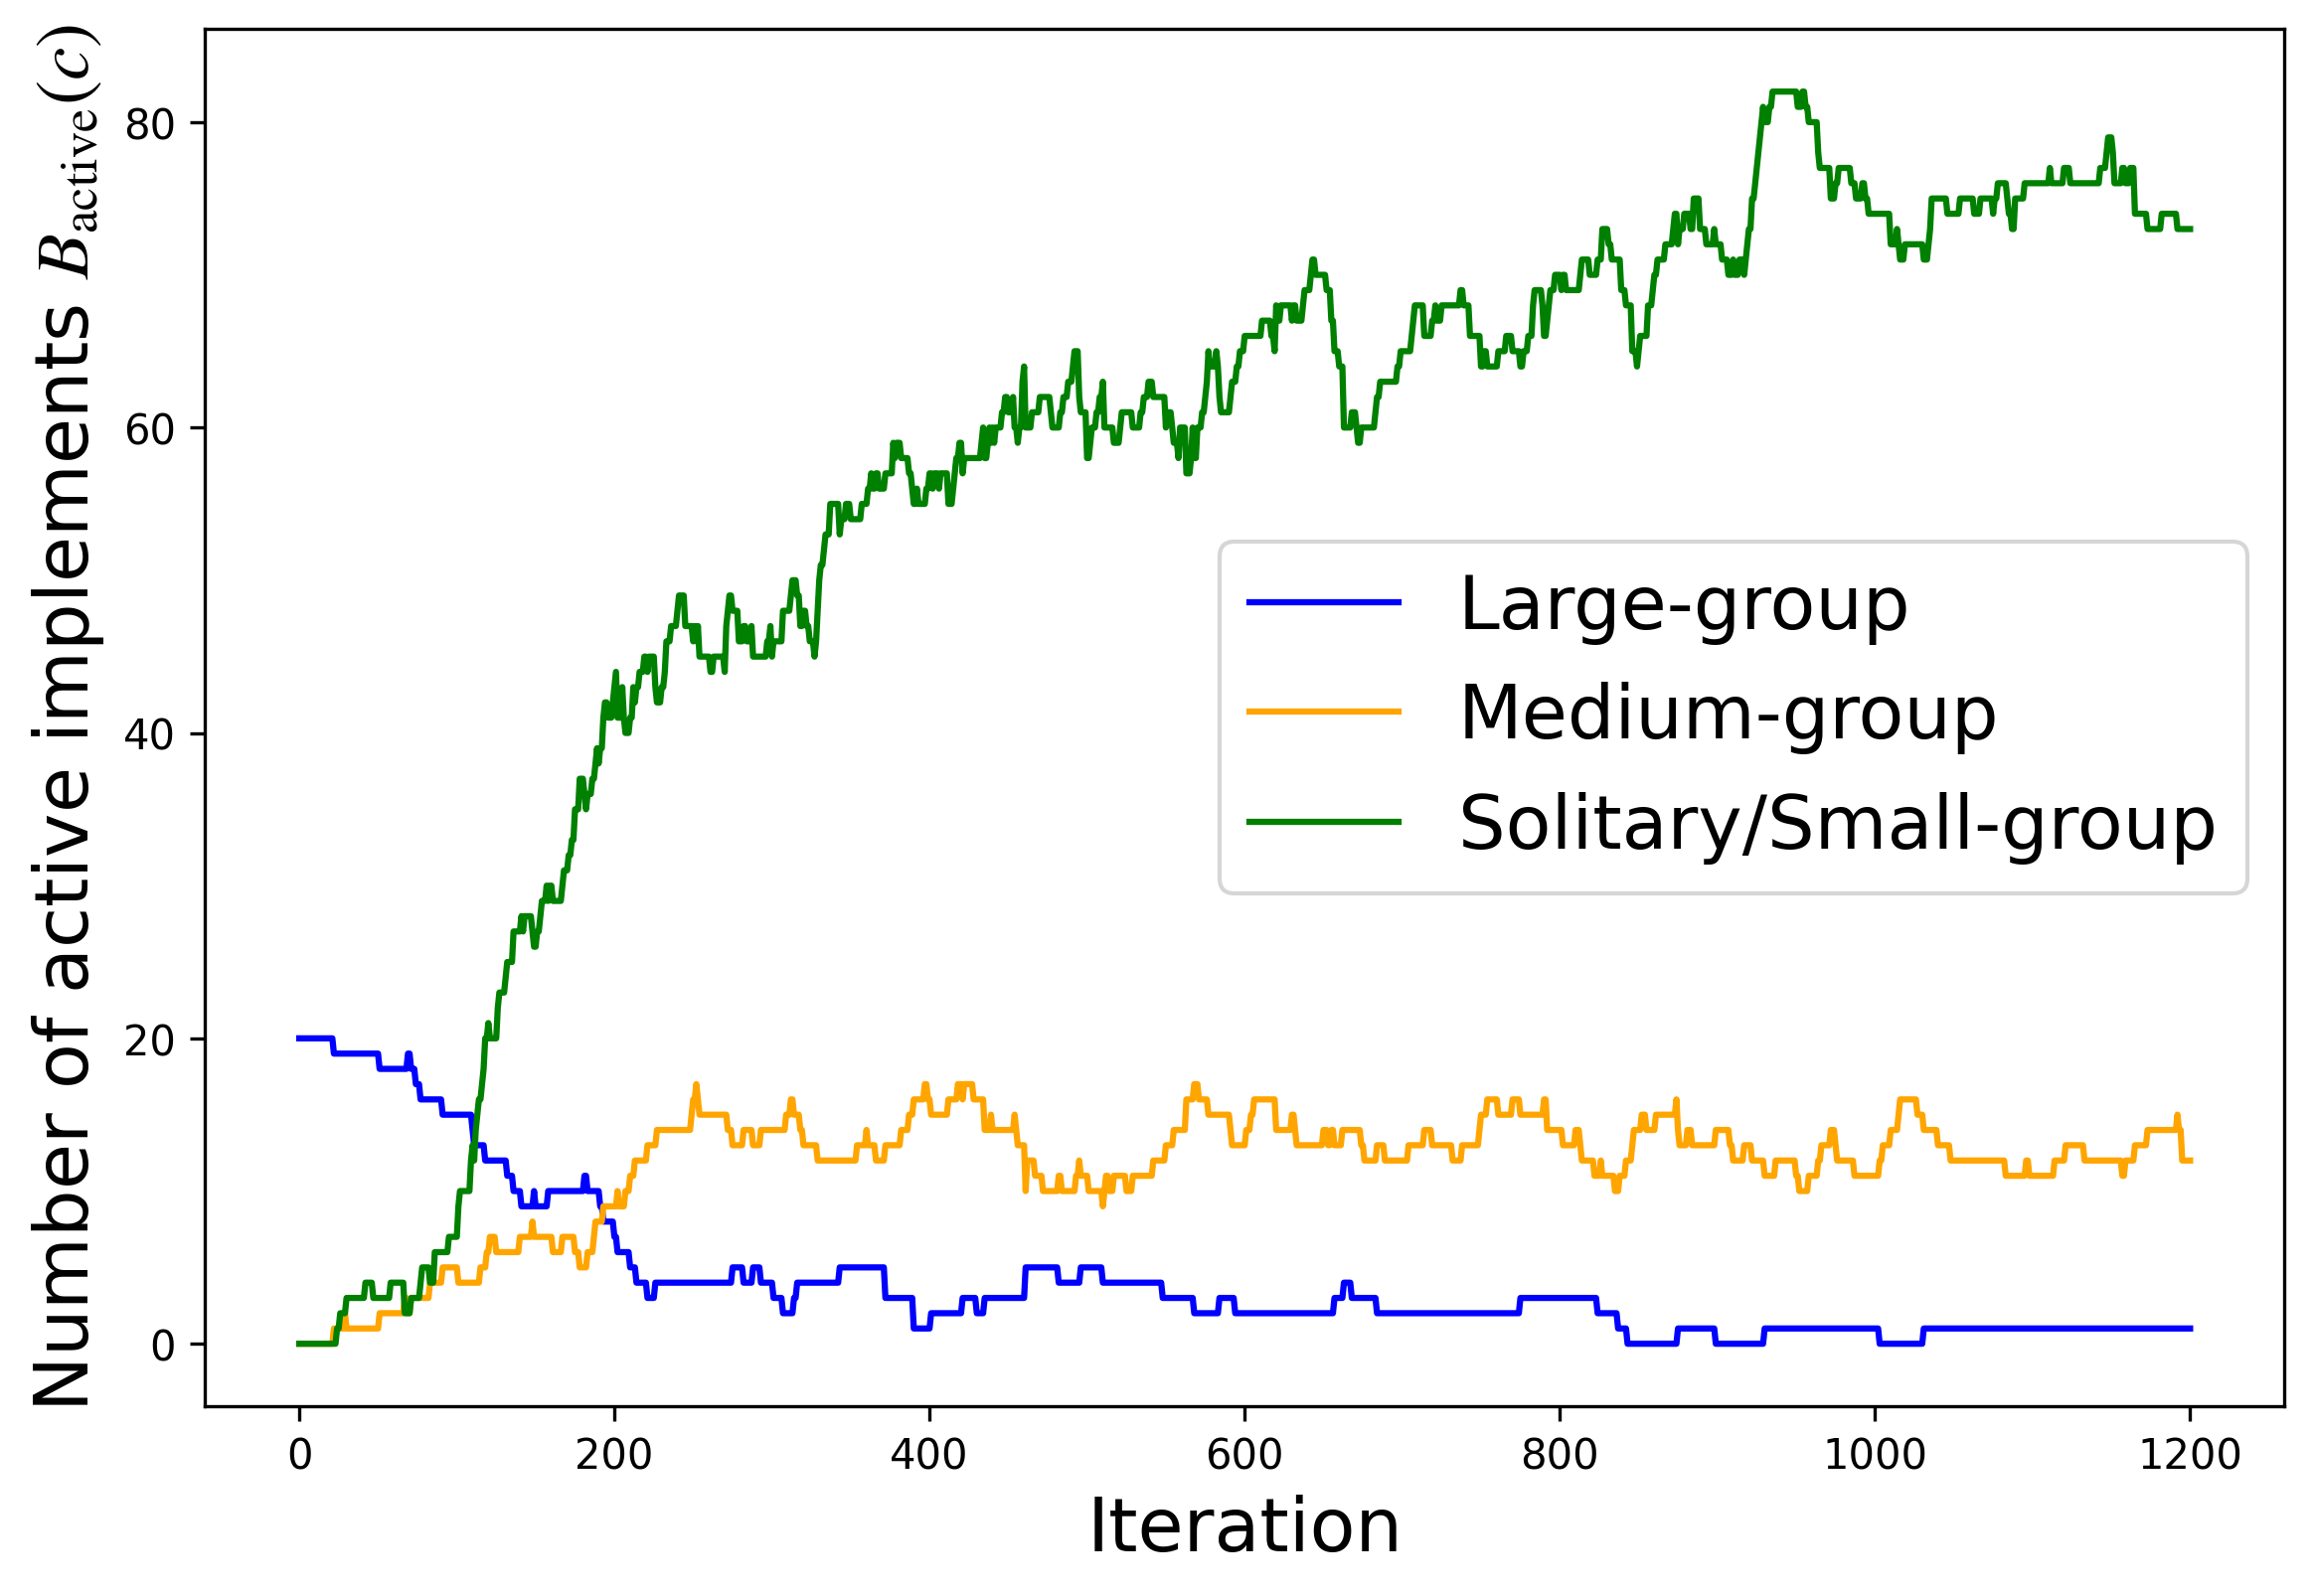 Number of active implements B_active(c)
80
60
40
20
0
Large-group
Medium-group
Solitary/Small-group
0 200 400 600 800 1000 1200
Iteration